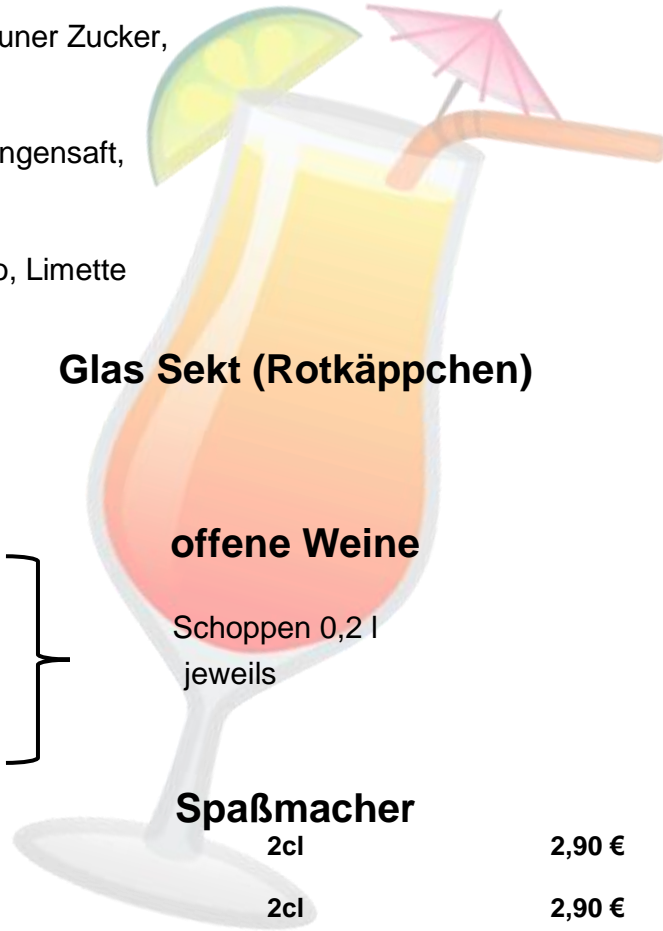 uner Zucker,
ngensaft,
, Limette
Glas Sekt (Rotkäppchen)
offene Weine
Schoppen 0,2 l
jeweils
Spaßmacher
2cl 2,90 €
2cl 2,90 €